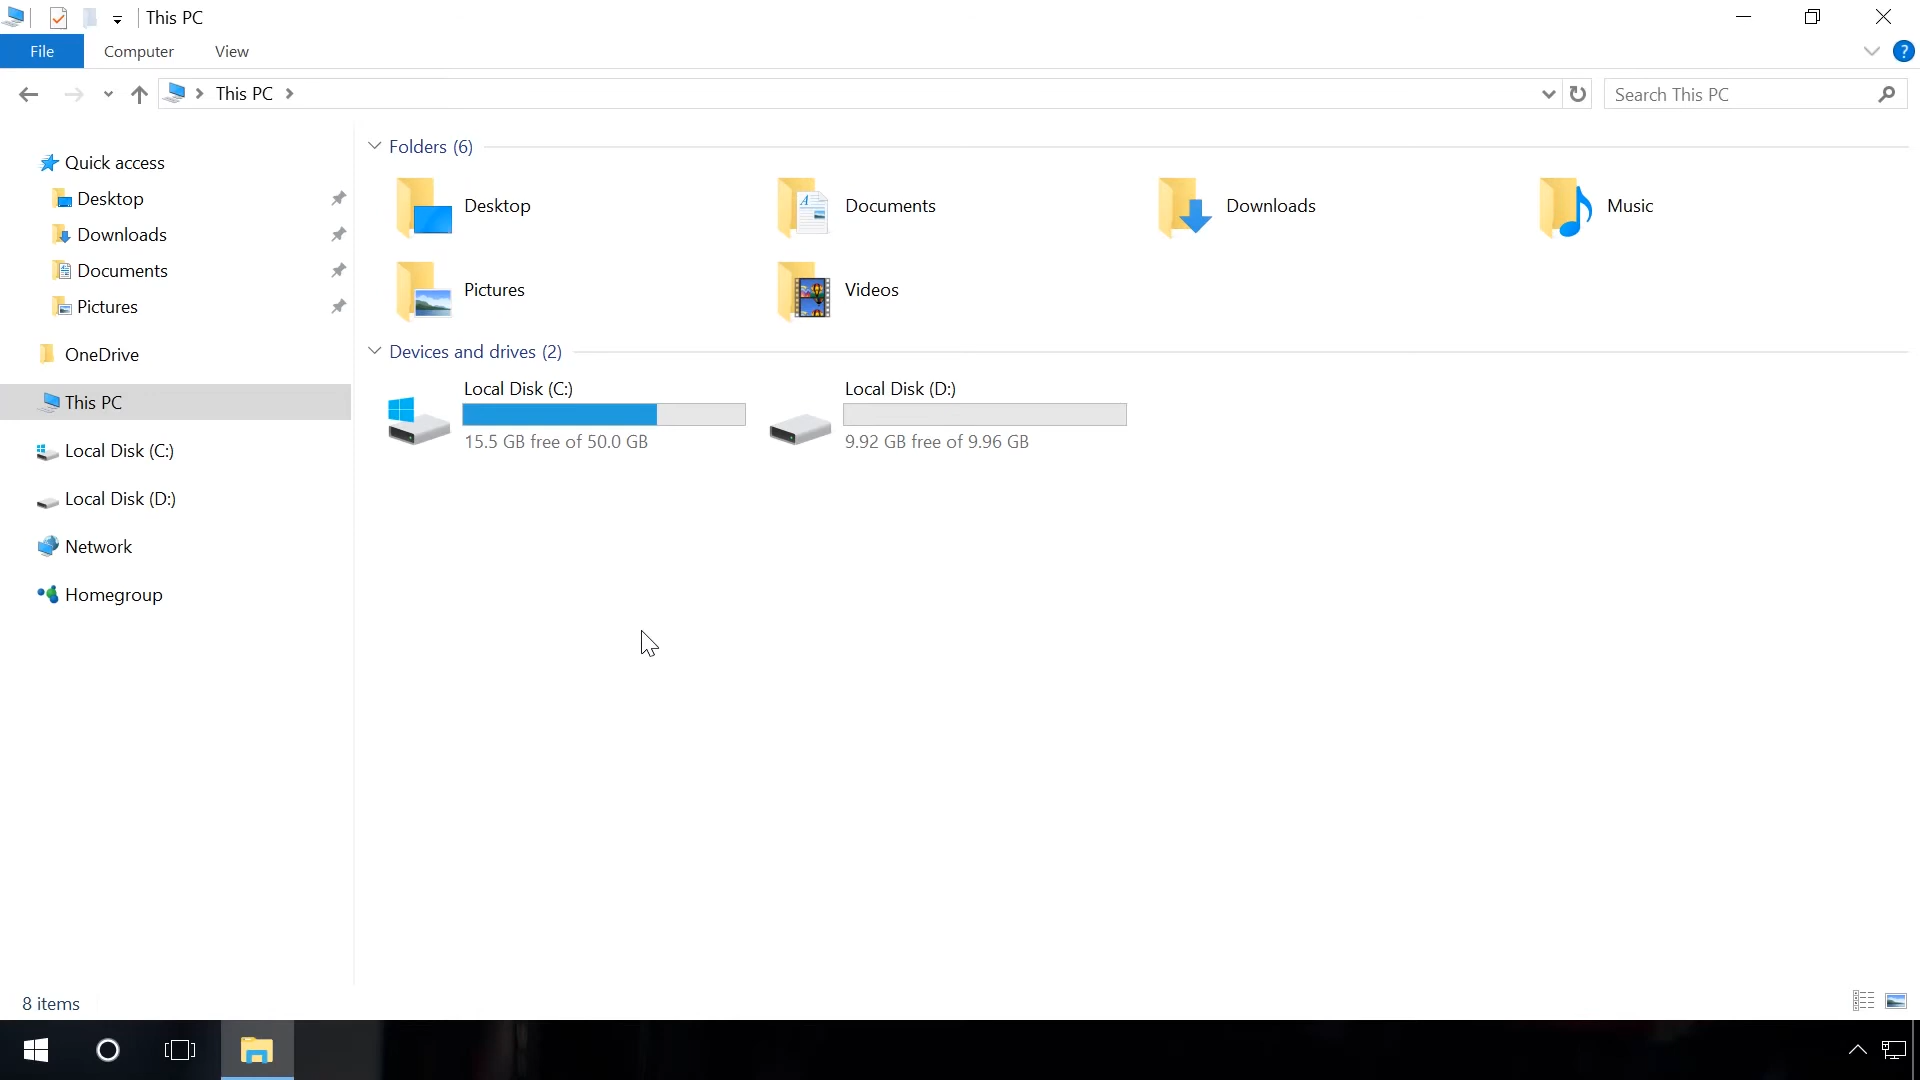 This PC
File Computer View
This PC
Search This PC
Quick access
Desktop
Downloads
Documents
Pictures
OneDrive
This PC
Local Disk (C:)
Local Disk (D:)
Network
Homegroup
Folders (6)
Desktop
Documents
Downloads
Music
Pictures
Videos
Devices and drives (2)
Local Disk (C:)
15.5 GB free of 50.0 GB
Local Disk (D:)
9.92 GB free of 9.96 GB
8 items